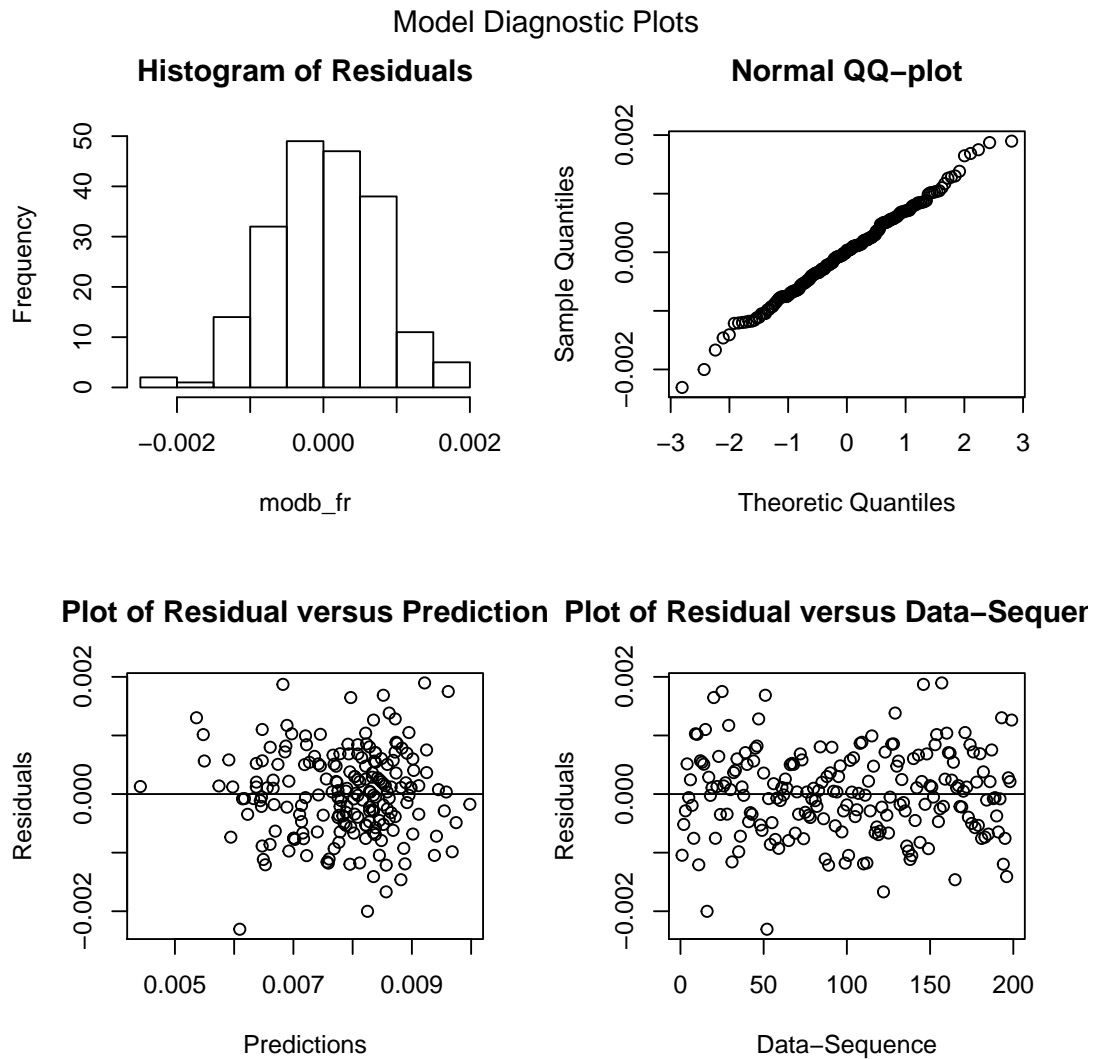 Model Diagnostic Plots
Histogram of Residuals
Frequency
0 10 20 30 40 50
−0.002 0.000 0.002
modb_fr
Normal QQ−plot
Sample Quantiles
−0.002 0.000 0.002
−3 −2 −1 0 1 2 3
Theoretic Quantiles
Plot of Residual versus Prediction
Residuals
−0.002 0.000 0.002
0.005 0.007 0.009
Predictions
Plot of Residual versus Data−Sequen
Residuals
−0.002 0.000 0.002
0 50 100 150 200
Data−Sequence